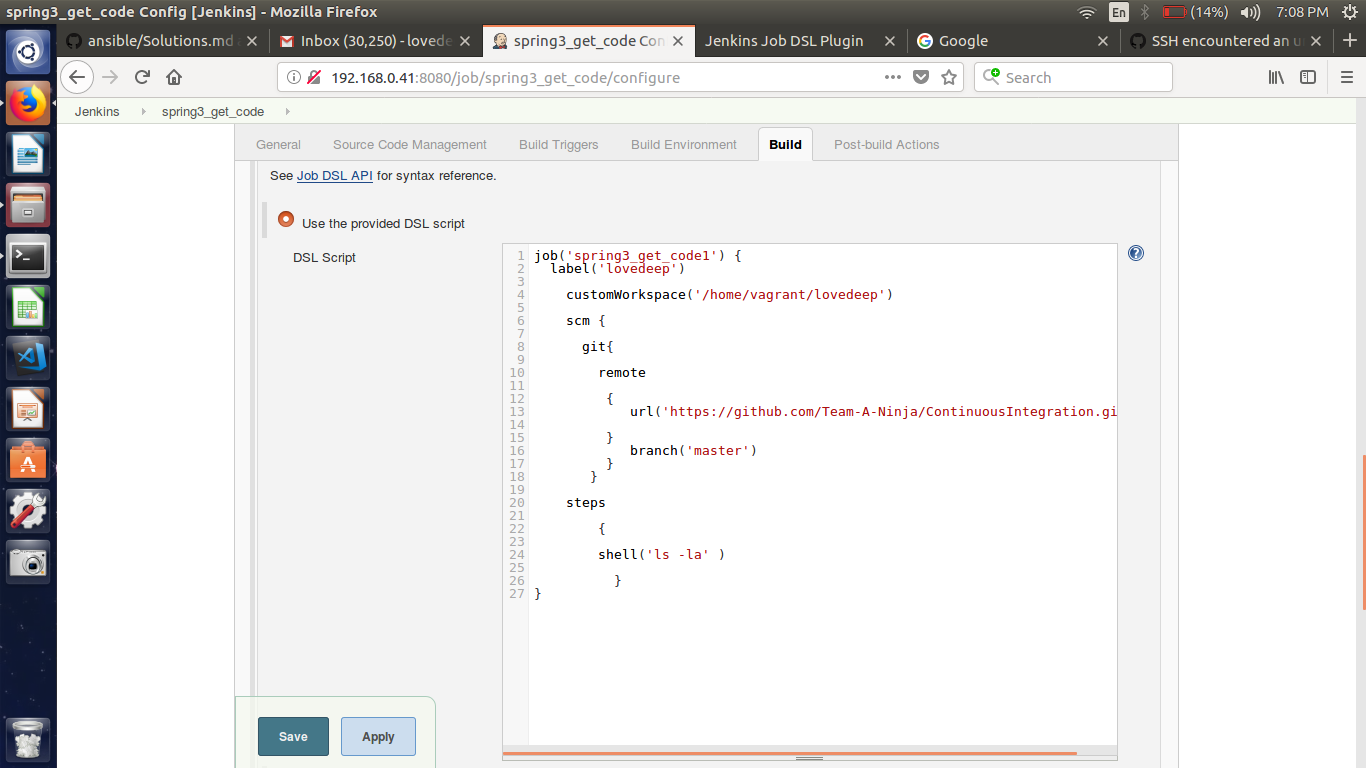 spring3_get_code Config [Jenkins] - Mozilla Firefox
En
(14%)
7:08 PM
ansible/Solutions.md
Inbox (30,250) - lovede
spring3_get_code Con
Jenkins Job DSL Plugin
Google
SSH encountered an u
192.168.0.41:8080/job/spring3_get_code/configure
Search
Jenkins
spring3_get_code
General
Source Code Management
Build Triggers
Build Environment
Build
Post-build Actions
See Job DSL API for syntax reference.
Use the provided DSL script
DSL Script
1 job('spring3_get_code1') {
2 label('lovedeep')
3
4 customWorkspace('/home/vagrant/lovedeep')
5
6 scm {
7
8 git{
9
10 remote
11
12 {
13 url('https://github.com/Team-A-Ninja/ContinuousIntegration.gi
14
15 }
16 branch('master')
17 }
18 }
19
20 steps
21
22 {
23
24 shell('ls -la' )
25
26 }
27 }
Save
Apply